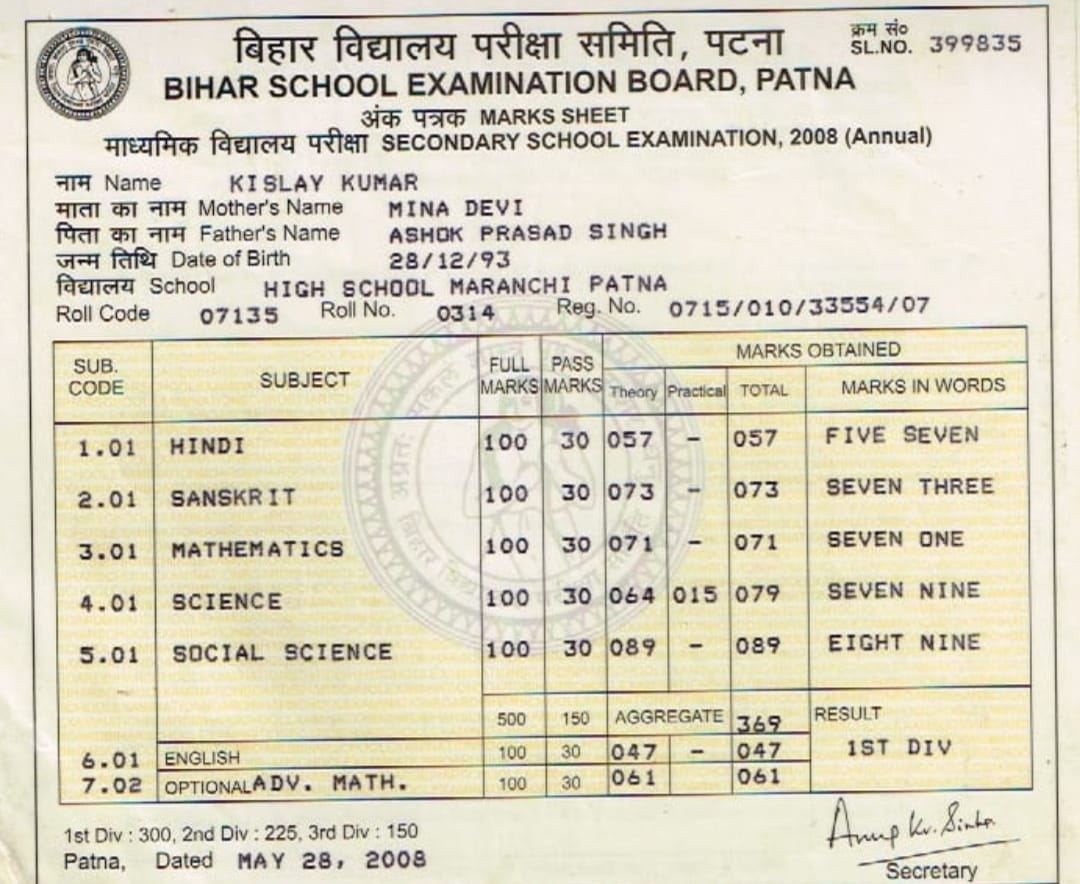 बिहार विद्यालय परीक्षा समिति, पटना
क्रम सं०
SL.NO. 399835
BIHAR SCHOOL EXAMINATION BOARD, PATNA
अंक पत्रक MARKS SHEET
माध्यमिक विद्यालय परीक्षा SECONDARY SCHOOL EXAMINATION, 2008 (Annual)
नाम Name KISLAY KUMAR
माता का नाम Mother's Name MINA DEVI
पिता का नाम Father's Name ASHOK PRASAD SINGH
जन्म तिथि Date of Birth 28/12/93
विद्यालय School HIGH SCHOOL MARANCHI PATNA
Roll Code 07135 Roll No. 0314 Reg. No. 0715/010/33554/07
SUB. CODE SUBJECT FULL MARKS PASS MARKS MARKS OBTAINED
Theory Practical TOTAL MARKS IN WORDS
1.01 HINDI 100 30 057 - 057 FIVE SEVEN
2.01 SANSKRIT 100 30 073 - 073 SEVEN THREE
3.01 MATHEMATICS 100 30 071 - 071 SEVEN ONE
4.01 SCIENCE 100 30 064 015 079 SEVEN NINE
5.01 SOCIAL SCIENCE 100 30 089 - 089 EIGHT NINE
500 150 AGGREGATE 369 RESULT
6.01 ENGLISH 100 30 047 - 047 1ST DIV
7.02 OPTIONAL ADV. MATH. 100 30 061 061
1st Div : 300, 2nd Div : 225, 3rd Div : 150
Patna, Dated MAY 28, 2008
Anup Kr. Sinha
Secretary